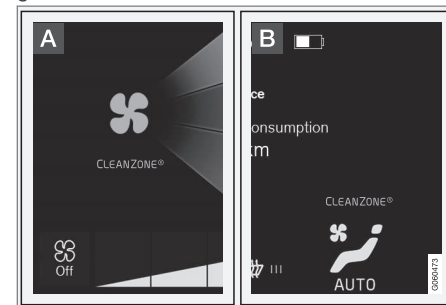 A
CLEANZONE®
Off
B
ce
onsumption
km
CLEANZONE®
AUTO
G060473